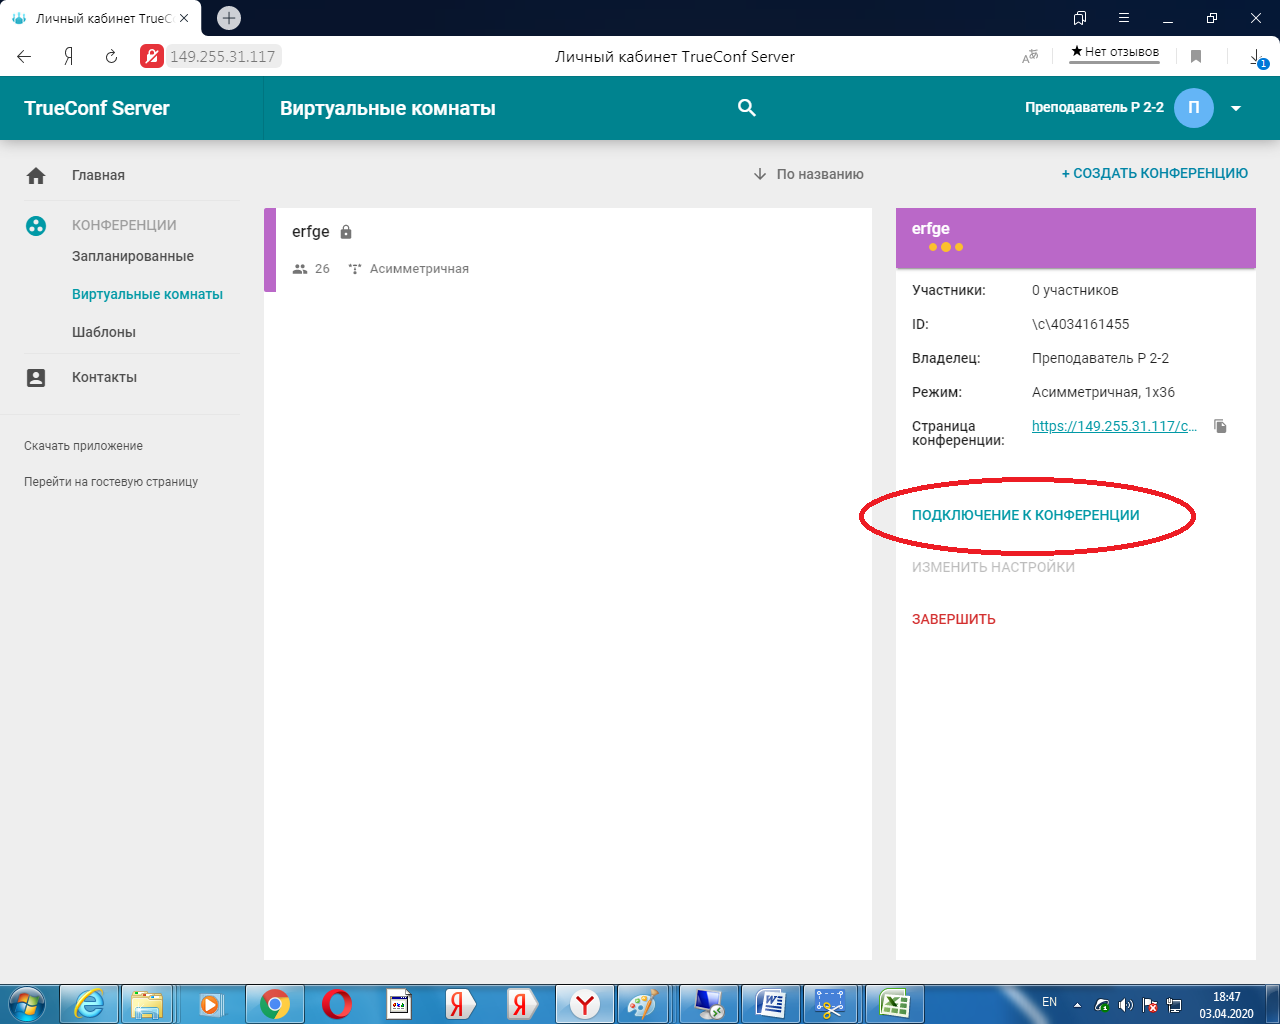 Личный кабинет TrueCo
149.255.31.117
Личный кабинет TrueConf Server
Нет отзывов
1
TrueConf Server
Виртуальные комнаты
Преподаватель Р 2-2
П
Главная
По названию
+ СОЗДАТЬ КОНФЕРЕНЦИЮ
КОНФЕРЕНЦИИ
Запланированные
Виртуальные комнаты
Шаблоны
Контакты
Скачать приложение
Перейти на гостевую страницу
erfge
26
Асимметричная
erfge
Участники: 0 участников
ID: \c\4034161455
Владелец: Преподаватель Р 2-2
Режим: Асимметричная, 1x36
Страница
конференции:
https://149.255.31.117/c...
ПОДКЛЮЧЕНИЕ К КОНФЕРЕНЦИИ
ИЗМЕНИТЬ НАСТРОЙКИ
ЗАВЕРШИТЬ
EN
18:47
03.04.2020